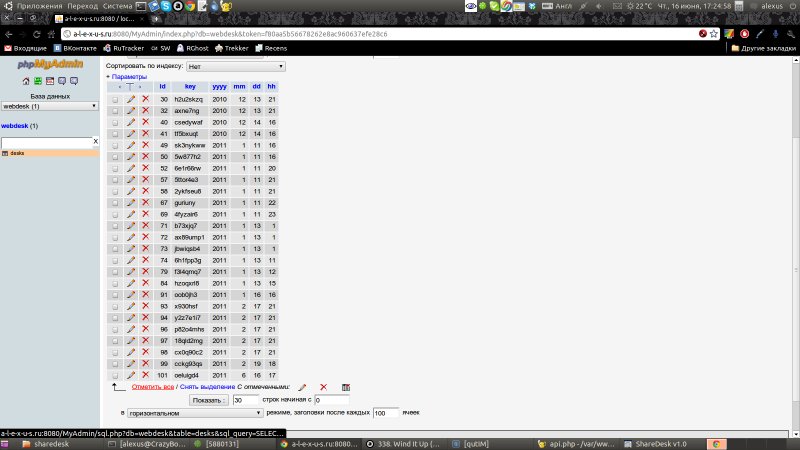 Приложения Переход Система
Англ
22 °C Чт., 16 июня, 17:24:58 alexus
a-l-e-x-u-s.ru:8080 / loc...
a-l-e-x-u-s.ru:8080/MyAdmin/index.php?db=webdesk&token=f80aa5b56678262e8ac960637efe28c6
Входящие ВКонтакте RuTracker SW RGhost Trekker Recens Другие закладки
phpMyAdmin
База данных
webdesk (1)
webdesk (1)
X
desks
Сортировать по индексу: Нет
+ Параметры
id key yyyy mm dd hh
30 h2u2skzq 2010 12 13 21
32 axne7ng 2010 12 13 21
40 csedywaf 2010 12 14 16
41 tf5bxuqt 2010 12 14 16
49 sk3nykww 2011 1 11 16
50 5w877h2 2011 1 11 16
52 6e1r66rw 2011 1 11 20
57 5ttor4e3 2011 1 11 21
58 2ykfseu8 2011 1 11 21
67 guriuny 2011 1 11 22
69 4fyzair6 2011 1 11 23
71 b73xjq7 2011 1 13 1
72 ax89ump1 2011 1 13 1
73 jbwiqsb4 2011 1 13 1
74 6h1fpp3g 2011 1 13 11
79 f3l4qmq7 2011 1 13 12
84 hzoqxrl8 2011 1 13 15
91 oob0jh3 2011 1 16 16
93 x930hsf 2011 2 17 21
94 y2z7e1i7 2011 2 17 21
96 p82o4mhs 2011 2 17 21
97 18qld2mg 2011 2 17 21
98 cx0q90c2 2011 2 17 21
99 cckg93qs 2011 2 19 18
101 oeluigd4 2011 6 16 17
Отметить все / Снять выделение С отмеченными:
Показать : 30 строк начиная с 0
в горизонтальном режиме, заголовки после каждых 100 ячеек
a-l-e-x-u-s.ru:8080/MyAdmin/sql.php?db=webdesk&table=desks&sql_query=SELEC...
sharedesk [alexus@CrazyBo... [5880131] a-l-e-x-u-s.ru:8080... 338. Wind It Up (... [qutIM] api.php - /var/ww... ShareDesk v1.0